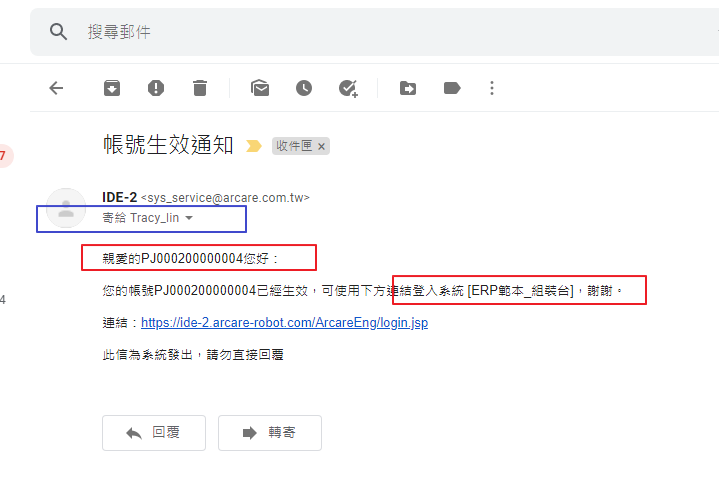 搜尋郵件
帳號生效通知 收件匣 ×
7
IDE-2 <sys_service@arcare.com.tw>
寄給 Tracy_lin
親愛的PJ000200000004您好：
您的帳號PJ000200000004已經生效，可使用下方連結登入系統 [ERP範本_組裝台]，謝謝。
4
連結：https://ide-2.arcare-robot.com/ArcareEng/login.jsp
此信為系統發出，請勿直接回覆
回覆 轉寄